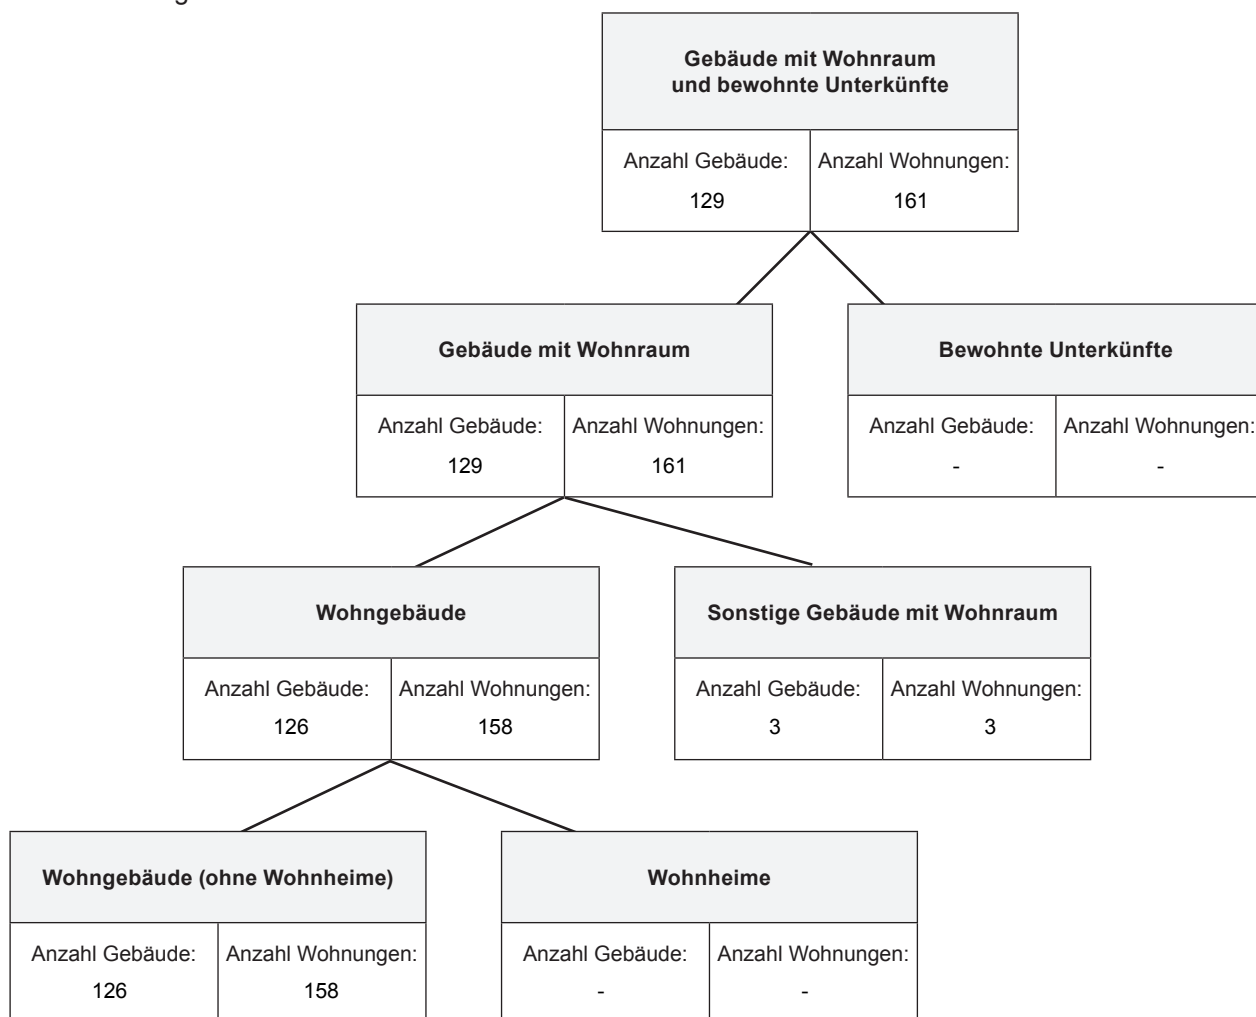 Gebäude mit Wohnraum
und bewohnte Unterkünfte
Anzahl Gebäude:
129
Anzahl Wohnungen:
161
Gebäude mit Wohnraum
Anzahl Gebäude:
129
Anzahl Wohnungen:
161
Bewohnte Unterkünfte
Anzahl Gebäude:
-
Anzahl Wohnungen:
-
Wohngebäude
Anzahl Gebäude:
126
Anzahl Wohnungen:
158
Sonstige Gebäude mit Wohnraum
Anzahl Gebäude:
3
Anzahl Wohnungen:
3
Wohngebäude (ohne Wohnheime)
Anzahl Gebäude:
126
Anzahl Wohnungen:
158
Wohnheime
Anzahl Gebäude:
-
Anzahl Wohnungen:
-